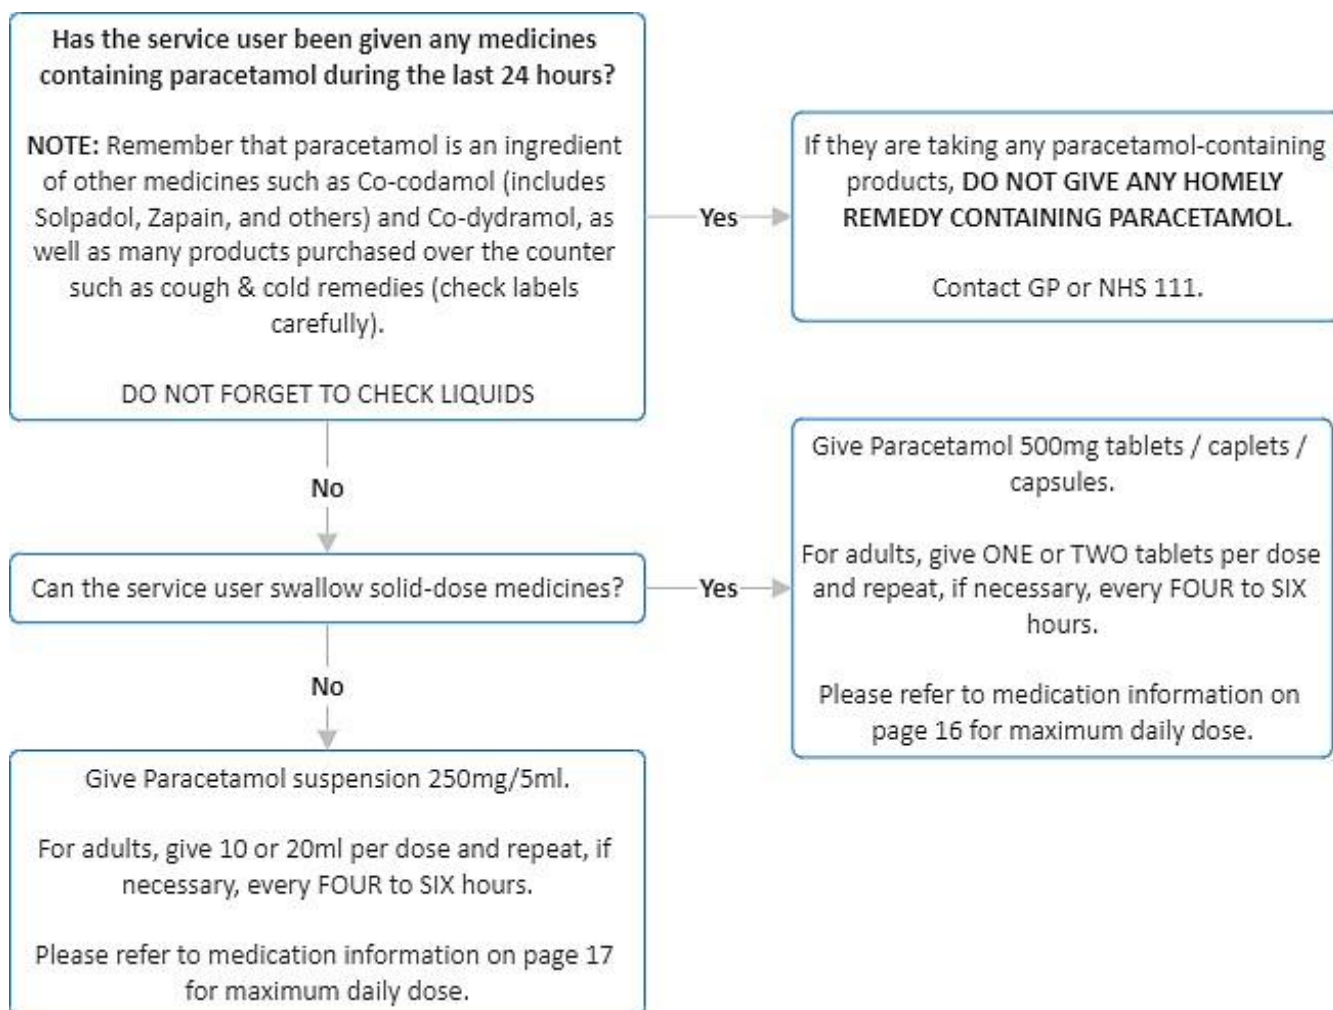 Has the service user been given any medicines
containing paracetamol during the last 24 hours?
NOTE: Remember that paracetamol is an ingredient
of other medicines such as Co-codamol (includes
Solpadol, Zapain, and others) and Co-dydramol, as
well as many products purchased over the counter
such as cough & cold remedies (check labels
carefully).
DO NOT FORGET TO CHECK LIQUIDS
Yes
If they are taking any paracetamol-containing
products, DO NOT GIVE ANY HOMELY
REMEDY CONTAINING PARACETAMOL.
Contact GP or NHS 111.
No
Can the service user swallow solid-dose medicines?
Yes
Give Paracetamol 500mg tablets / caplets /
capsules.
For adults, give ONE or TWO tablets per dose
and repeat, if necessary, every FOUR to SIX
hours.
Please refer to medication information on
page 16 for maximum daily dose.
No
Give Paracetamol suspension 250mg/5ml.
For adults, give 10 or 20ml per dose and repeat, if
necessary, every FOUR to SIX hours.
Please refer to medication information on page 17
for maximum daily dose.